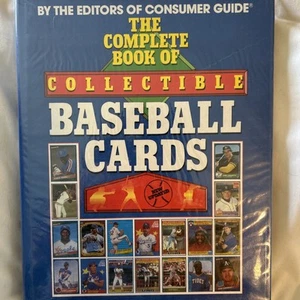 BY THE EDITORS OF CONSUMER GUIDE®
THE
COMPLETE
BOOK OF
COLLECTIBLE
BASEBALL
CARDS